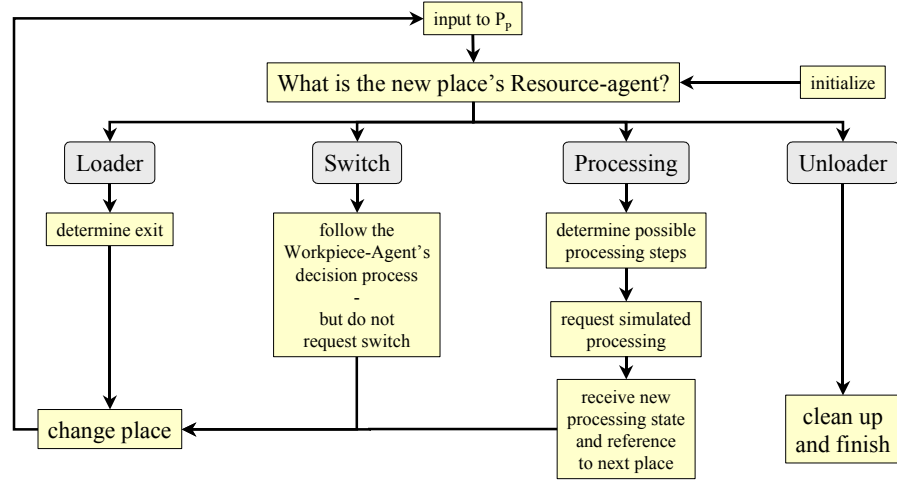 input to P_P
What is the new place's Resource-agent?
initialize
Loader
Switch
Processing
Unloader
determine exit
follow the
Workpiece-Agent's
decision process
-
but do not
request switch
determine possible
processing steps
request simulated
processing
receive new
processing state
and reference
to next place
change place
clean up
and finish